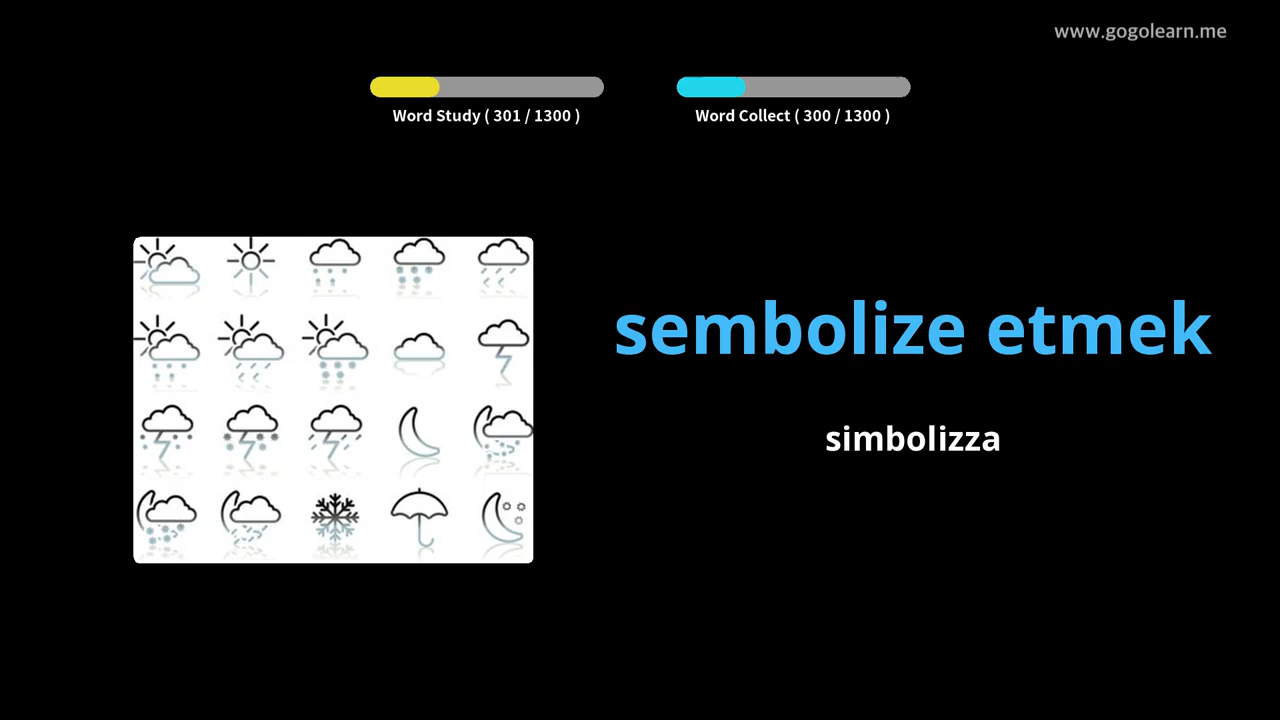 www.gogolearn.me
Word Study ( 301 / 1300 )
Word Collect ( 300 / 1300 )
sembolize etmek
simbolizza